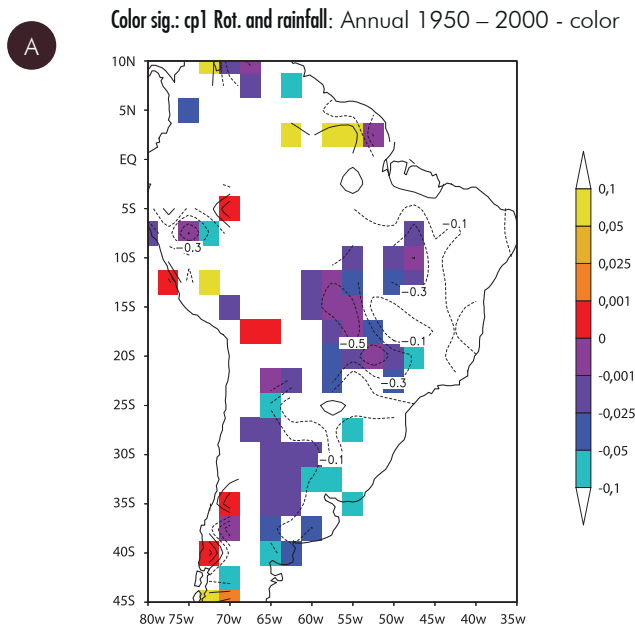 A
Color sig.: cp1 Rot. and rainfall: Annual 1950 – 2000 - color
10N
5N
EQ
5S
10S
15S
20S
25S
30S
35S
40S
45S
80w 75w 70w 65w 60w 55w 50w 45w 40w 35w
-0.1
-0.3
-0.3
-0.5
-0.1
-0.3
-0.1
0,1
0,05
0,025
0,001
0
-0,001
-0,025
-0,05
-0,1